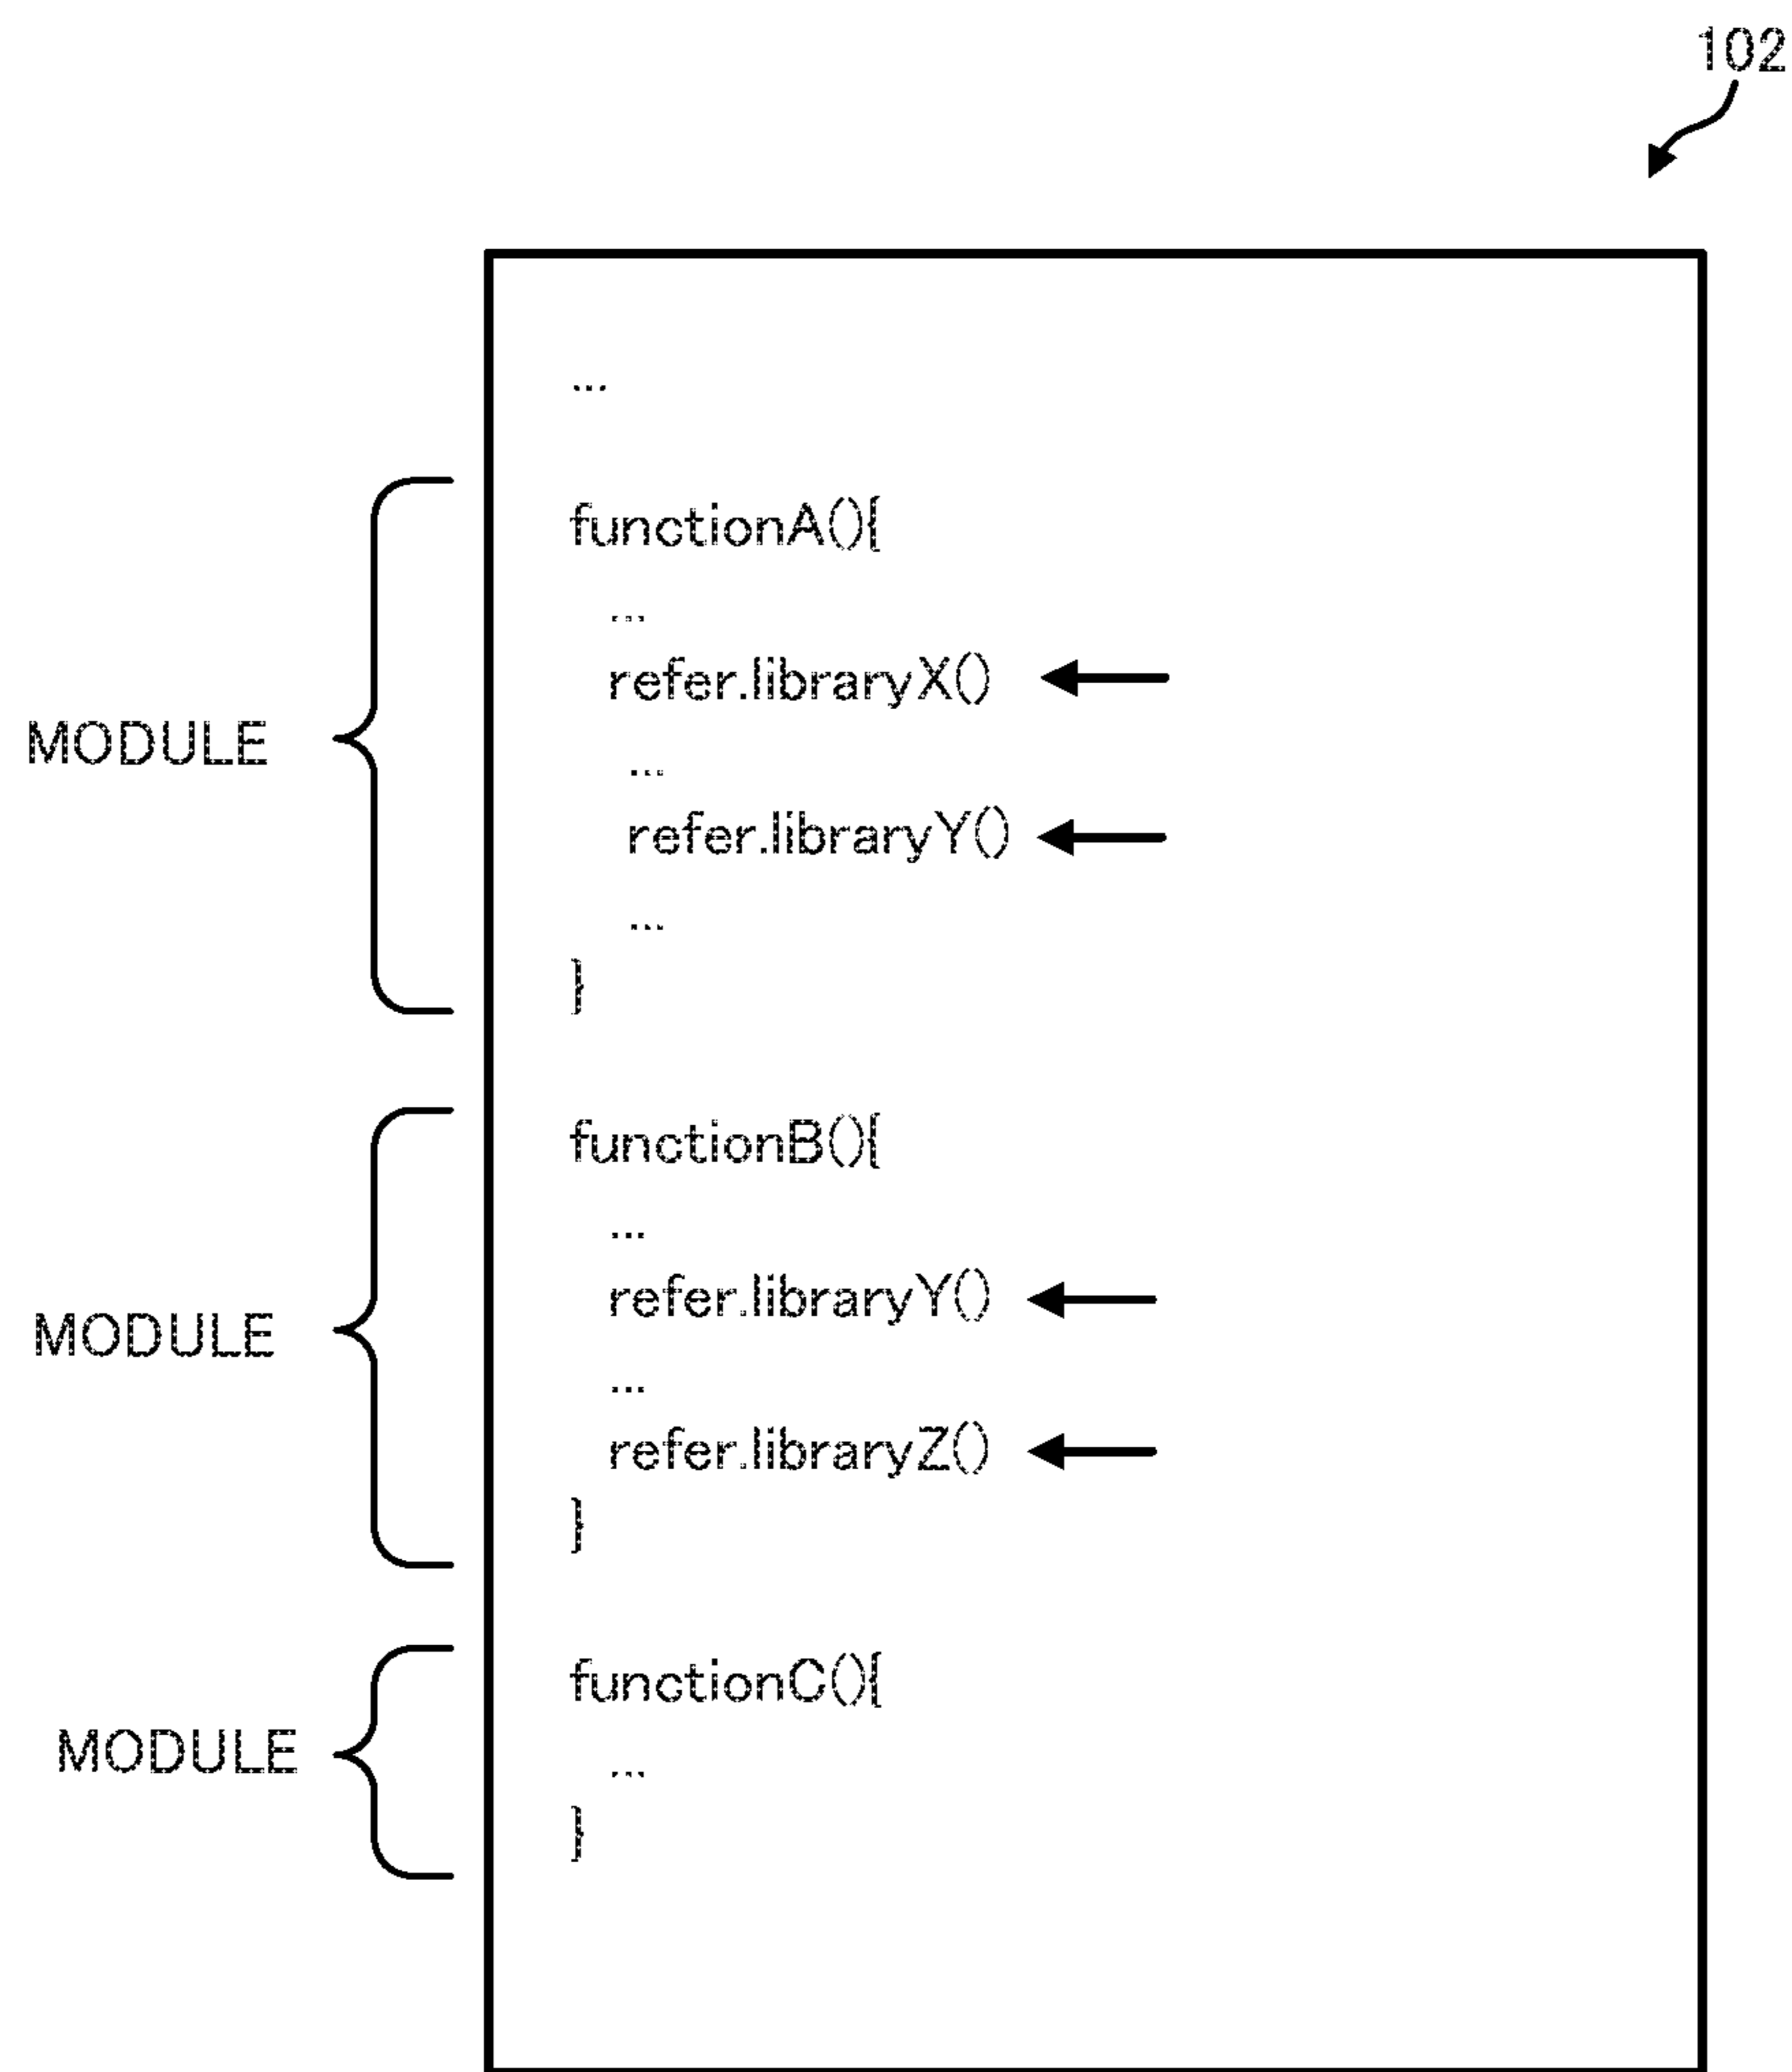 102
...
functionA(){
...
refer.libraryX()
MODULE
...
refer.libraryY()
...
}
functionB(){
...
refer.libraryY()
MODULE
...
refer.libraryZ()
}
functionC(){
MODULE
...
}